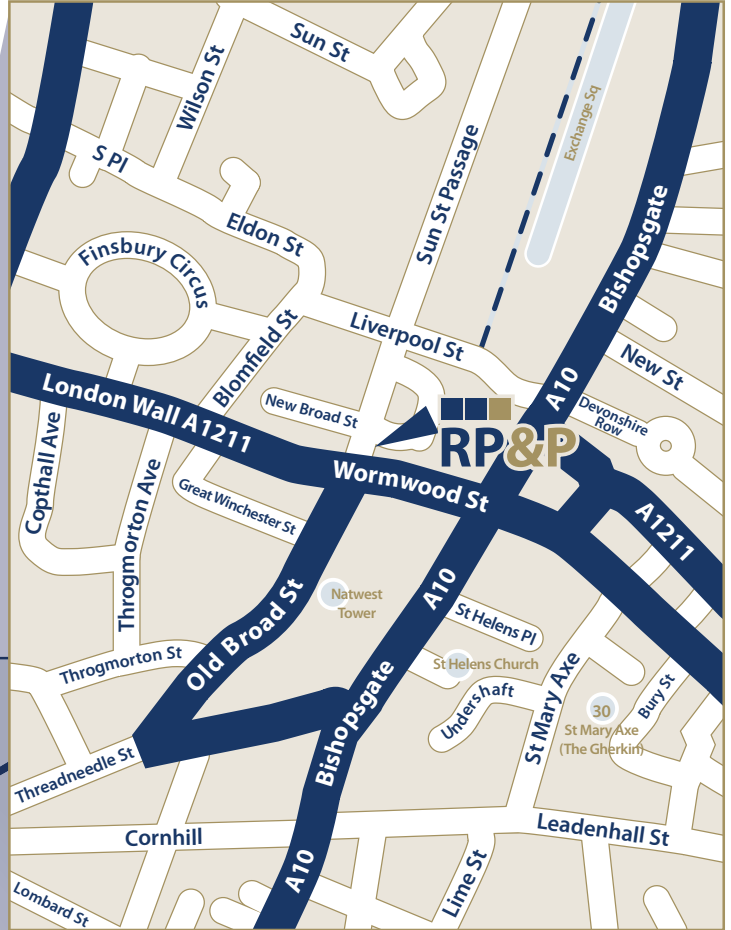 Sun St
Wilson St
Exchange Sq
S Pl
Sun St Passage
Eldon St
Bishopsgate
Finsbury
Circus
Liverpool St
Blomfield St
New St
A10
Devonshire
Row
New Broad St
London Wall A1211
RP&P
Copthall Ave
Wormwood St
Throgmorton Ave
Great Winchester St
A1211
A10
Natwest
Tower
St Helens Pl
Old Broad St
Throgmorton St
St Helens Church
Bishopsgate
Undershaft
St Mary Axe
Bury St
30
St Mary Axe
(The Gherkin)
Threadneedle St
Cornhill
Leadenhall St
A10
Lime St
Lombard St